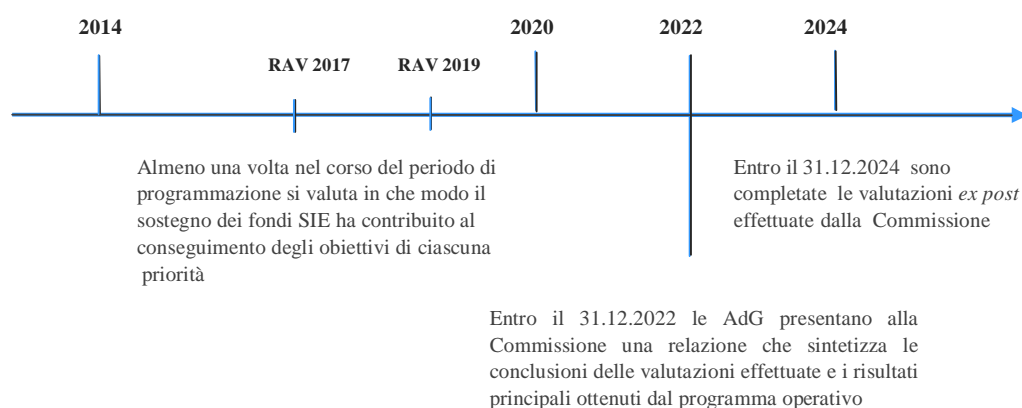 2014
2020
2022
2024
RAV 2017
RAV 2019
Almeno una volta nel corso del periodo di
programmazione si valuta in che modo il
sostegno dei fondi SIE ha contribuito al
conseguimento degli obiettivi di ciascuna
priorità
Entro il 31.12.2024 sono
completate le valutazioni ex post
effettuate dalla Commissione
Entro il 31.12.2022 le AdG presentano alla
Commissione una relazione che sintetizza le
conclusioni delle valutazioni effettuate e i risultati
principali ottenuti dal programma operativo